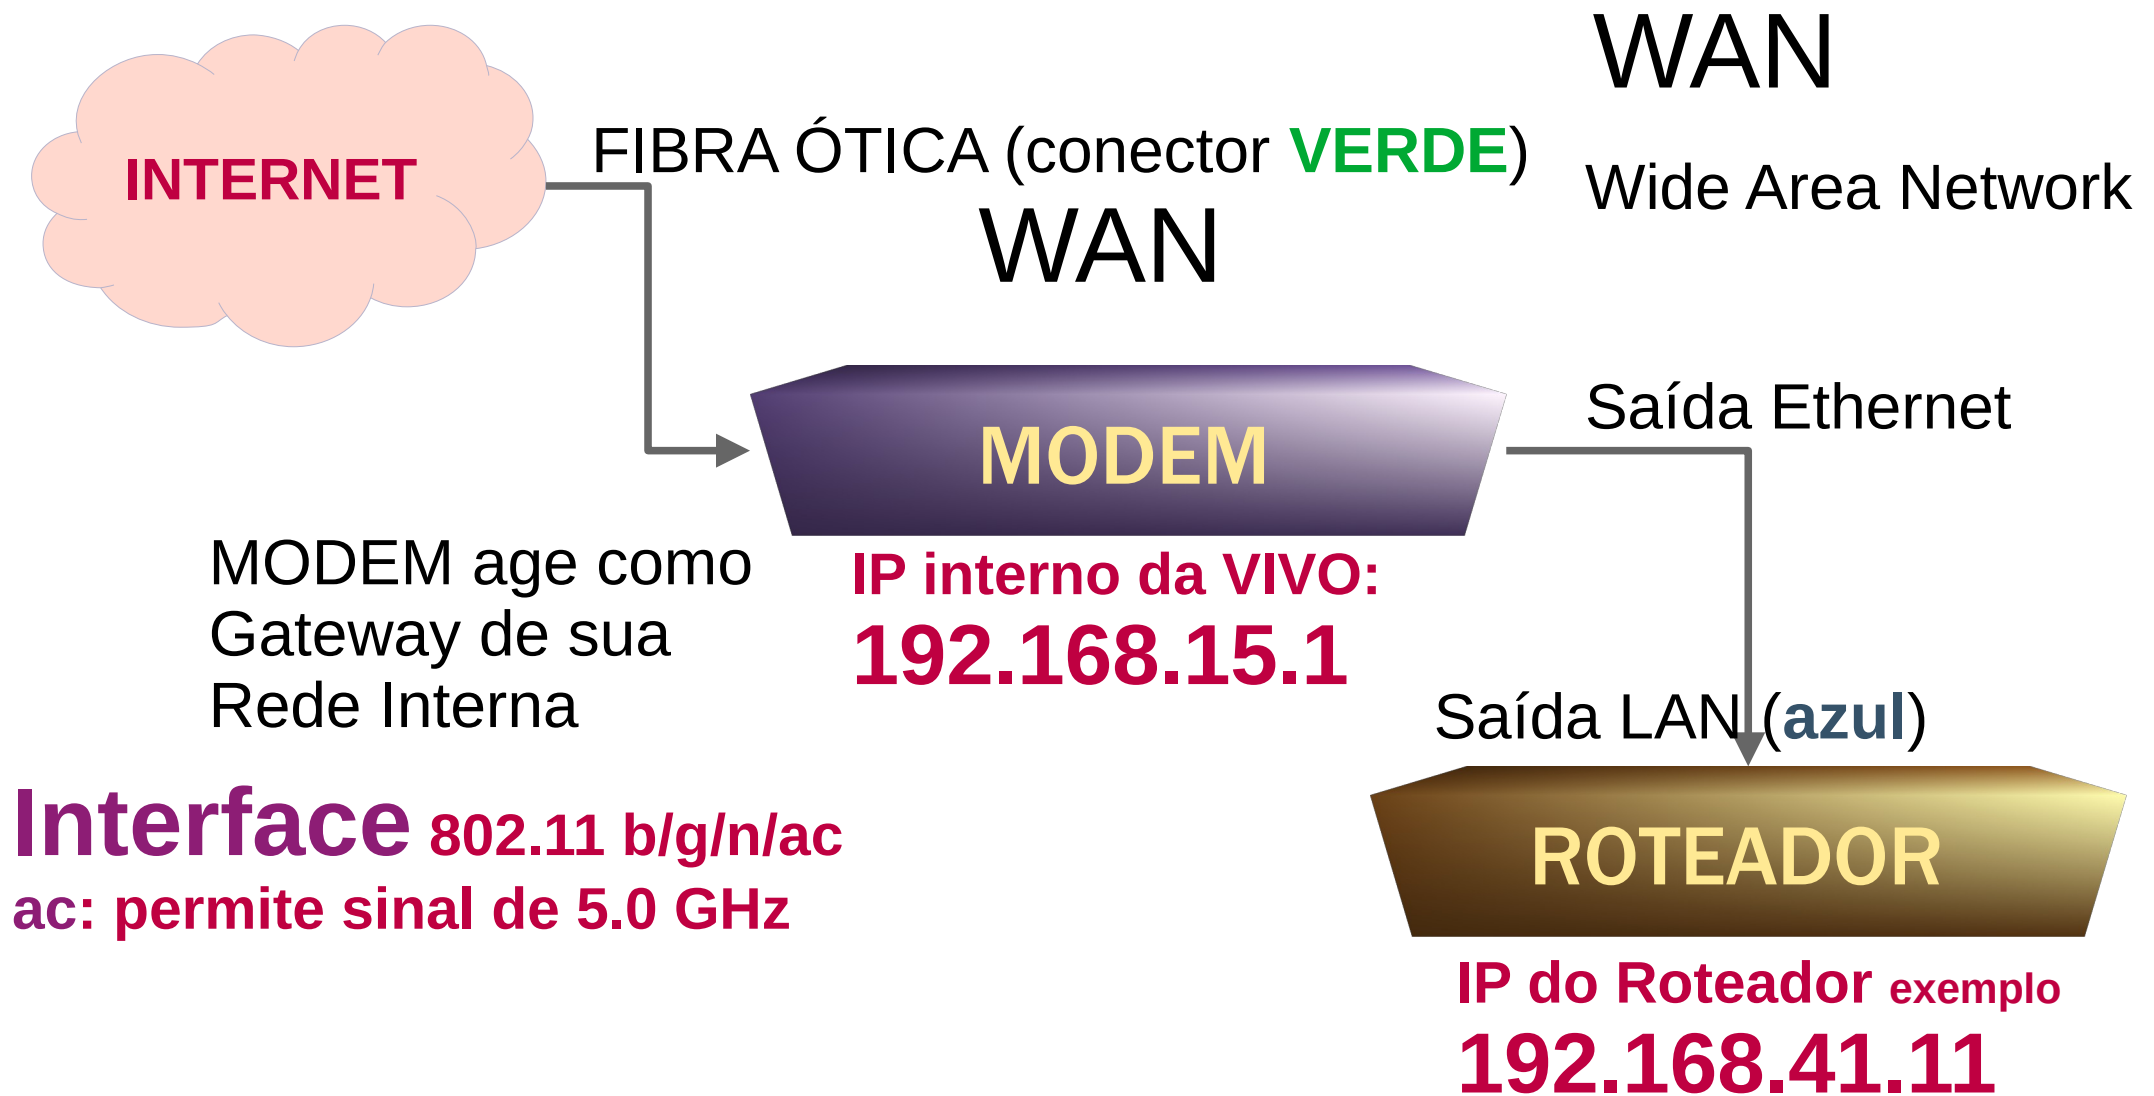 WAN
INTERNET
FIBRA ÓTICA (conector VERDE)
Wide Area Network
WAN
MODEM
Saída Ethernet
MODEM age como
Gateway de sua
Rede Interna
IP interno da VIVO:
192.168.15.1
Saída LAN (azul)
Interface 802.11 b/g/n/ac
ac: permite sinal de 5.0 GHz
ROTEADOR
IP do Roteador exemplo
192.168.41.11